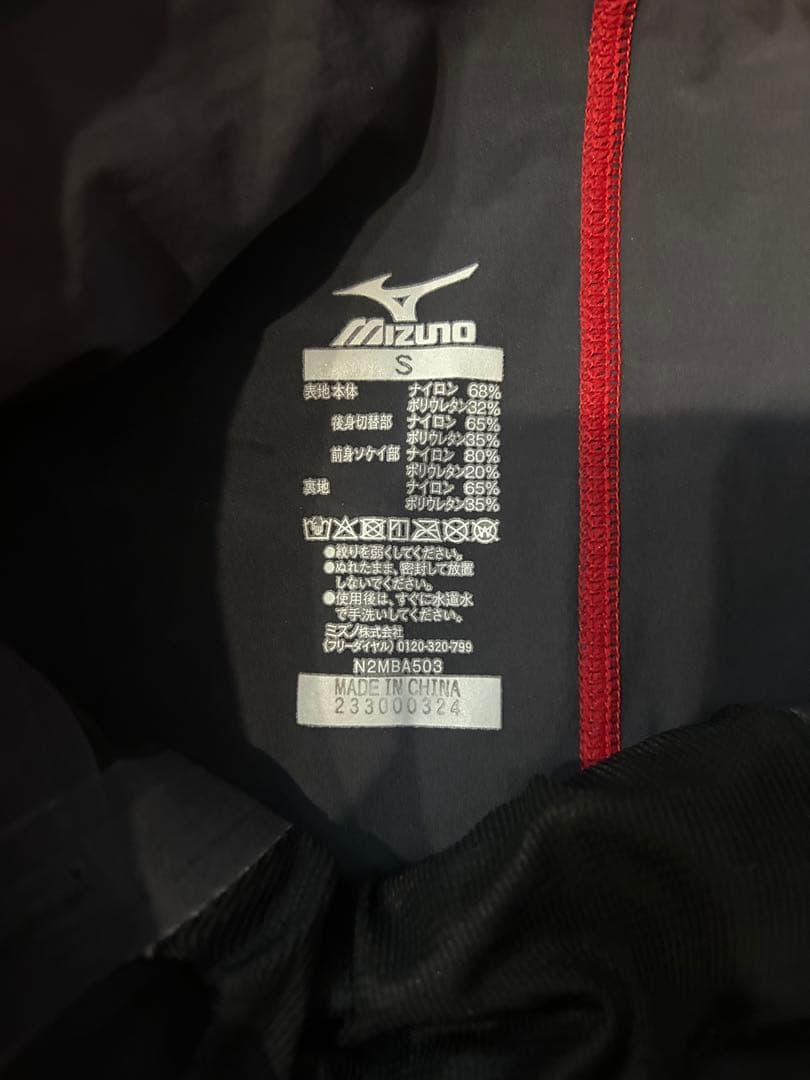 MIZUNO
S
表地 本体 ナイロン 68%
ポリウレタン32%
後身切替部 ナイロン 65%
ポリウレタン35%
前身ソケイ部 ナイロン 80%
ポリウレタン20%
裏地 ナイロン 65%
ポリウレタン35%
●絞りを弱くしてください。
●ぬれたまま、密封して放置
しないでください。
●使用後は、すぐに水道水
で手洗いしてください。
ミズノ株式会社
(フリーダイヤル) 0120-320-799
N2MBA503
MADE IN CHINA
233000324